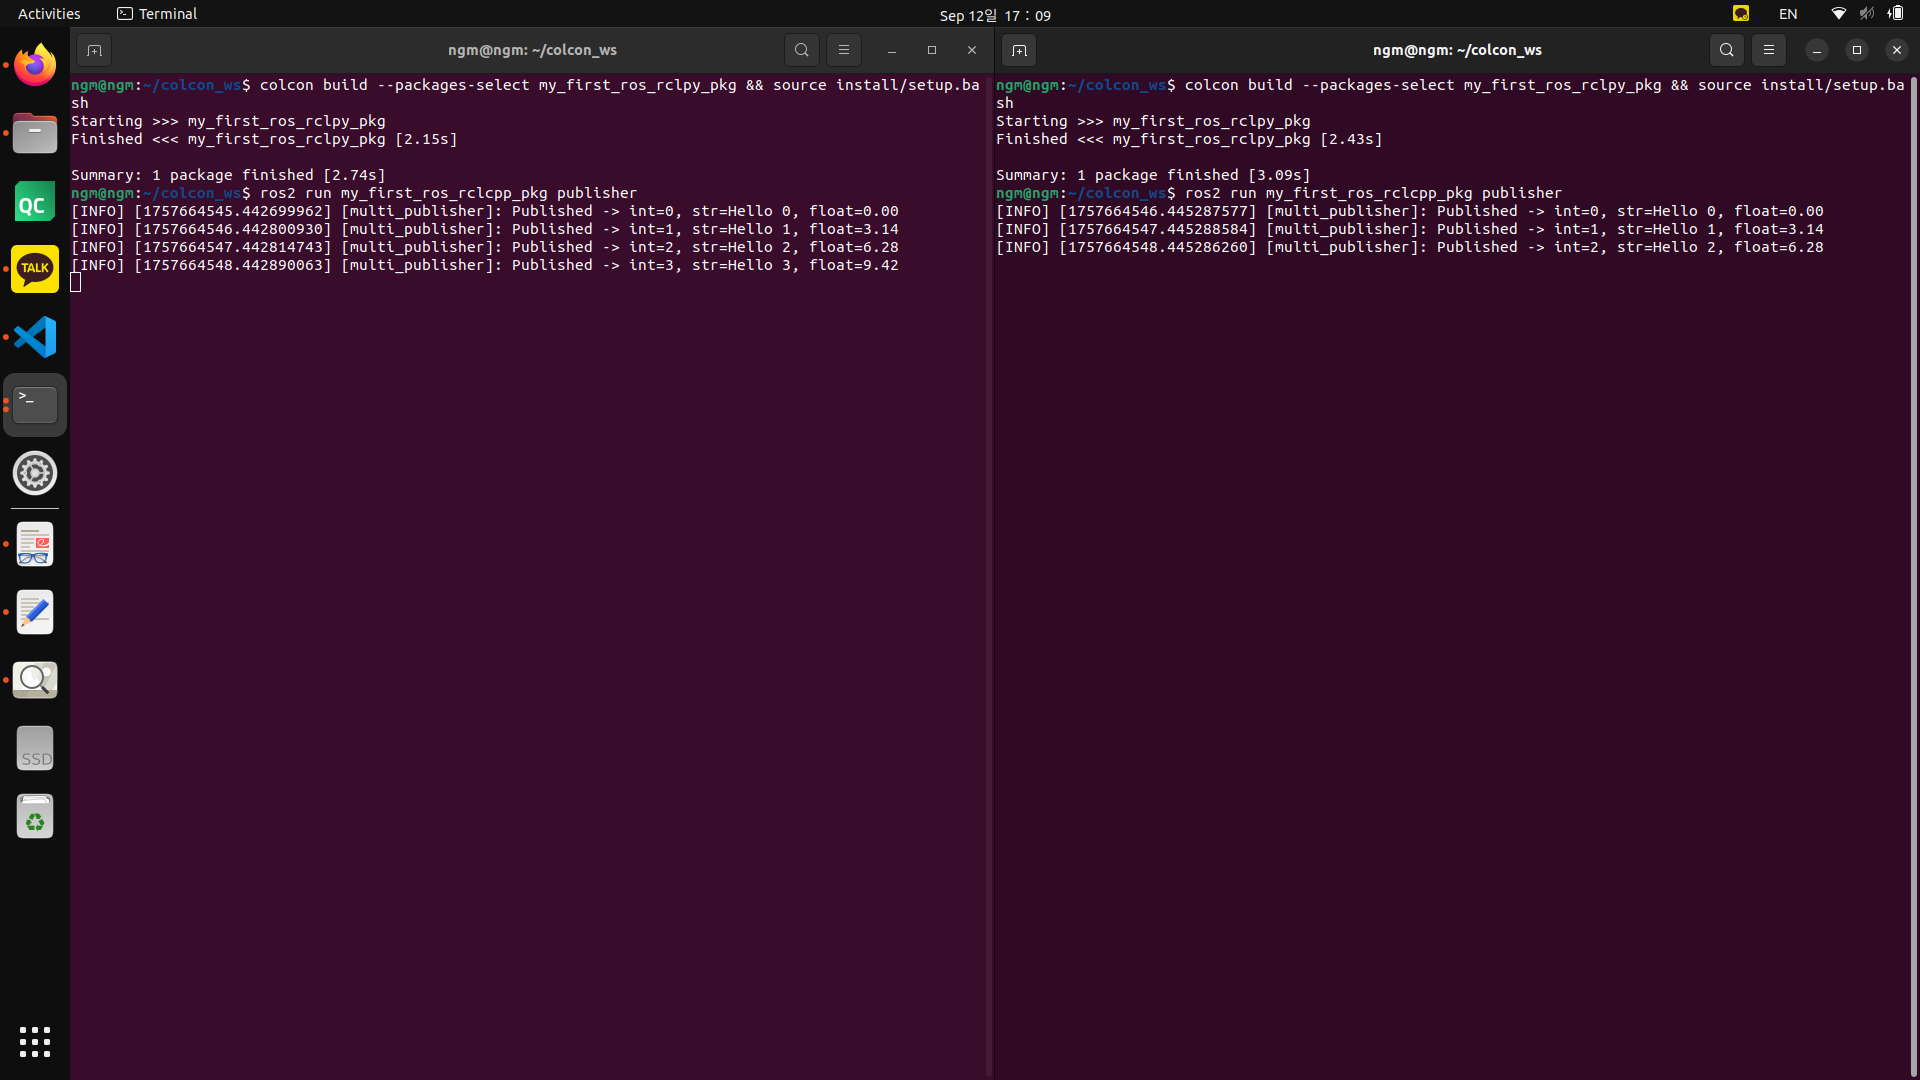 Activities
Terminal
Sep 12일 17 : 09
EN
ngm@ngm: ~/colcon_ws
ngm@ngm:~/colcon_ws$ colcon build --packages-select my_first_ros_rclpy_pkg && source install/setup.ba
sh
Starting >>> my_first_ros_rclpy_pkg
Finished <<< my_first_ros_rclpy_pkg [2.15s]
Summary: 1 package finished [2.74s]
ngm@ngm:~/colcon_ws$ ros2 run my_first_ros_rclcpp_pkg publisher
[INFO] [1757664545.442699962] [multi_publisher]: Published -> int=0, str=Hello 0, float=0.00
[INFO] [1757664546.442800930] [multi_publisher]: Published -> int=1, str=Hello 1, float=3.14
[INFO] [1757664547.442814743] [multi_publisher]: Published -> int=2, str=Hello 2, float=6.28
[INFO] [1757664548.442890063] [multi_publisher]: Published -> int=3, str=Hello 3, float=9.42
ngm@ngm: ~/colcon_ws
ngm@ngm:~/colcon_ws$ colcon build --packages-select my_first_ros_rclpy_pkg && source install/setup.ba
sh
Starting >>> my_first_ros_rclpy_pkg
Finished <<< my_first_ros_rclpy_pkg [2.43s]
Summary: 1 package finished [3.09s]
ngm@ngm:~/colcon_ws$ ros2 run my_first_ros_rclcpp_pkg publisher
[INFO] [1757664546.445287577] [multi_publisher]: Published -> int=0, str=Hello 0, float=0.00
[INFO] [1757664547.445288584] [multi_publisher]: Published -> int=1, str=Hello 1, float=3.14
[INFO] [1757664548.445286260] [multi_publisher]: Published -> int=2, str=Hello 2, float=6.28
QC
TALK
>_
SSD